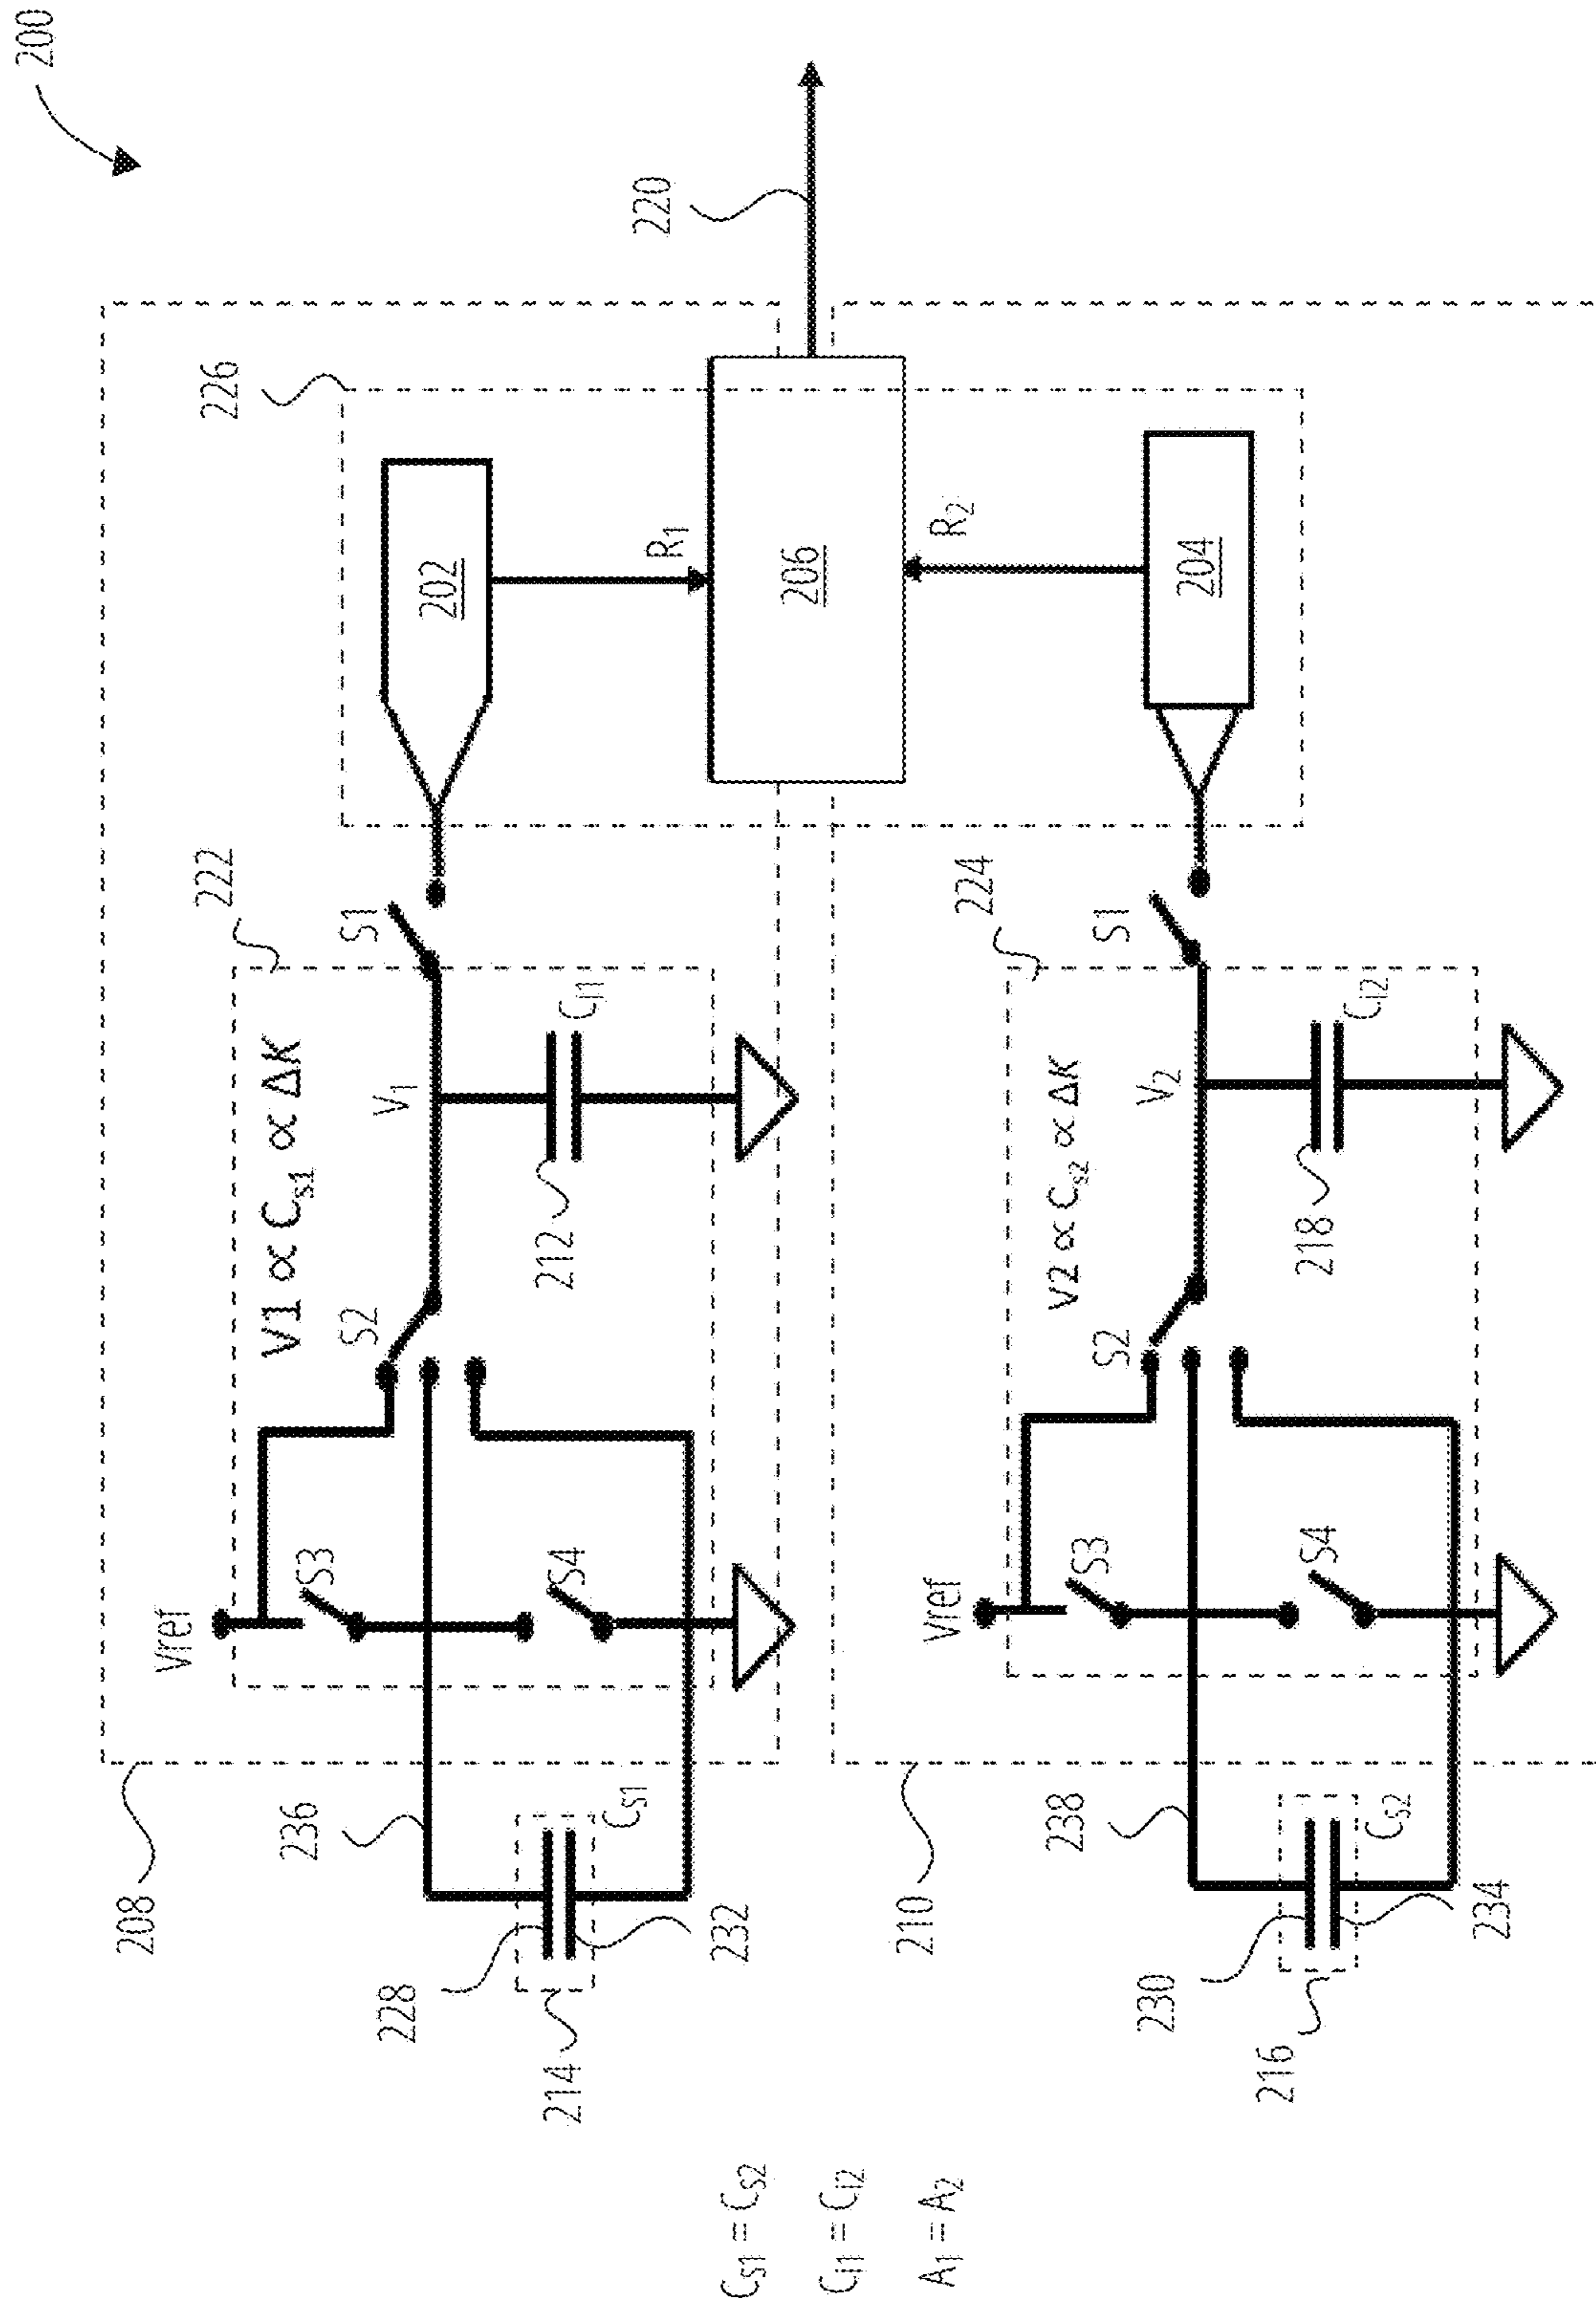 200
208
Vref
S3
S4
S2
V1 ∝ Cs1 ∝ ΔK
V1
Ci1
212
222
S1
226
202
R1
206
220
236
Cs1
228
232
214
210
Vref
S3
S4
S2
V2 ∝ Cs2 ∝ ΔK
V2
Ci2
218
224
S1
204
R2
238
Cs2
230
234
216
Cs1 = Cs2
Ci1 = Ci2
A1 = A2